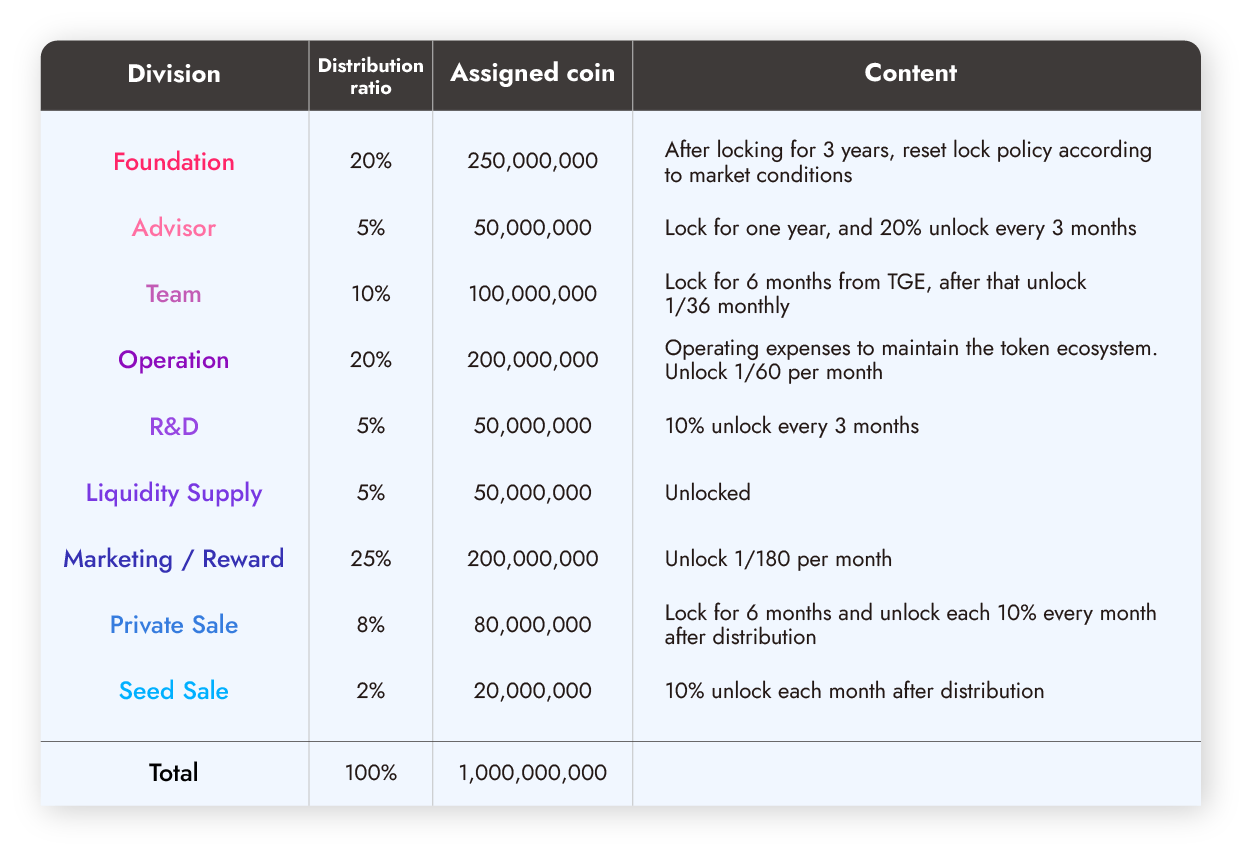 Division Distribution ratio Assigned coin Content
Foundation 20% 250,000,000 After locking for 3 years, reset lock policy according
to market conditions
Advisor 5% 50,000,000 Lock for one year, and 20% unlock every 3 months
Team 10% 100,000,000 Lock for 6 months from TGE, after that unlock
1/36 monthly
Operation 20% 200,000,000 Operating expenses to maintain the token ecosystem.
Unlock 1/60 per month
R&D 5% 50,000,000 10% unlock every 3 months
Liquidity Supply 5% 50,000,000 Unlocked
Marketing / Reward 25% 200,000,000 Unlock 1/180 per month
Private Sale 8% 80,000,000 Lock for 6 months and unlock each 10% every month
after distribution
Seed Sale 2% 20,000,000 10% unlock each month after distribution
Total 100% 1,000,000,000